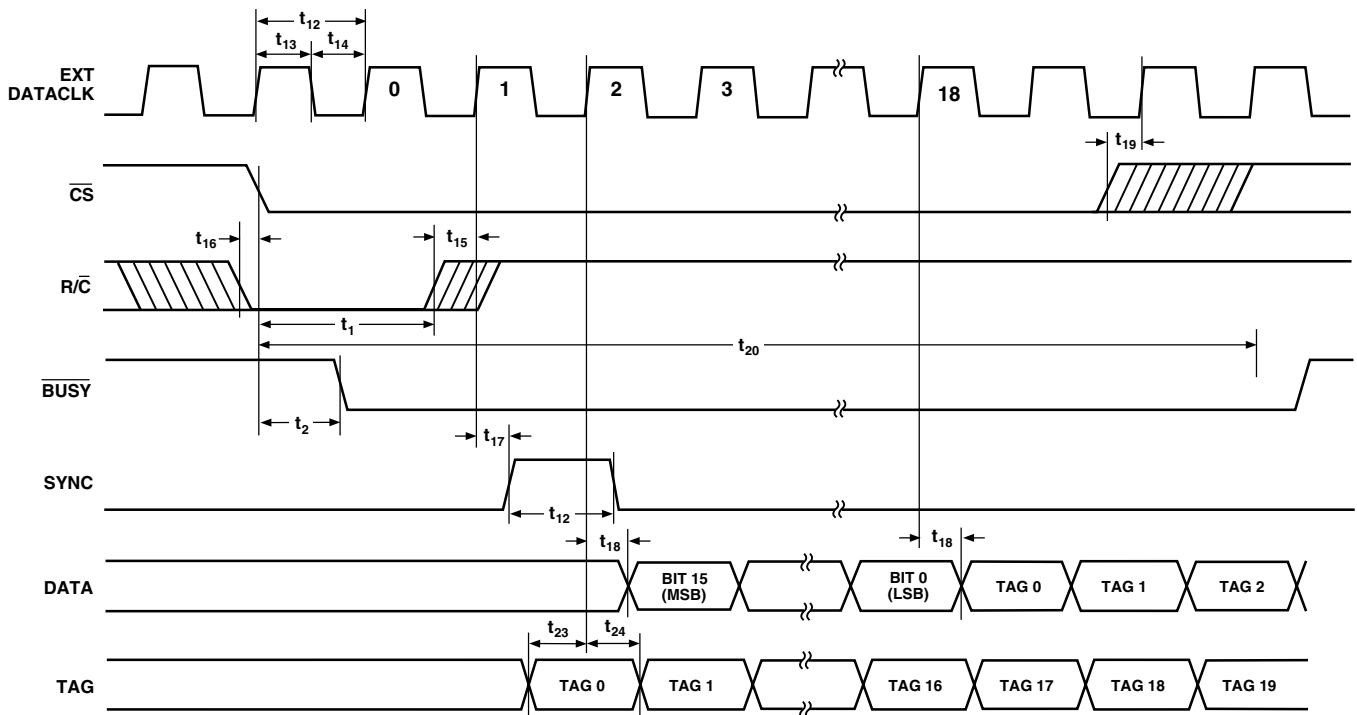 t12
t13 t14
EXT
DATACLK
0 1 2 3 18
t19
CS
t16 t15
R/C
t1
t20
BUSY
t2
t17
SYNC
t12
t18 t18
DATA
BIT 15
(MSB)
BIT 0
(LSB)
TAG 0 TAG 1 TAG 2
t23 t24
TAG
TAG 0 TAG 1 TAG 16 TAG 17 TAG 18 TAG 19